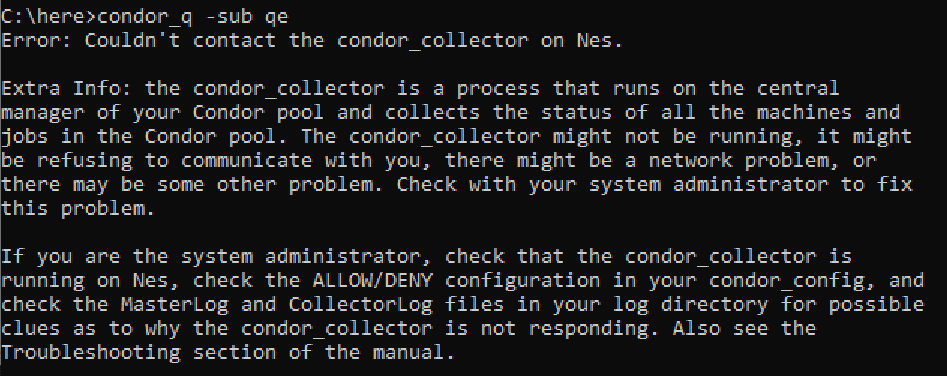 C:\here>condor_q -sub qe
Error: Couldn't contact the condor_collector on Nes.
Extra Info: the condor_collector is a process that runs on the central
manager of your Condor pool and collects the status of all the machines and
jobs in the Condor pool. The condor_collector might not be running, it might
be refusing to communicate with you, there might be a network problem, or
there may be some other problem. Check with your system administrator to fix
this problem.
If you are the system administrator, check that the condor_collector is
running on Nes, check the ALLOW/DENY configuration in your condor_config, and
check the MasterLog and CollectorLog files in your log directory for possible
clues as to why the condor_collector is not responding. Also see the
Troubleshooting section of the manual.